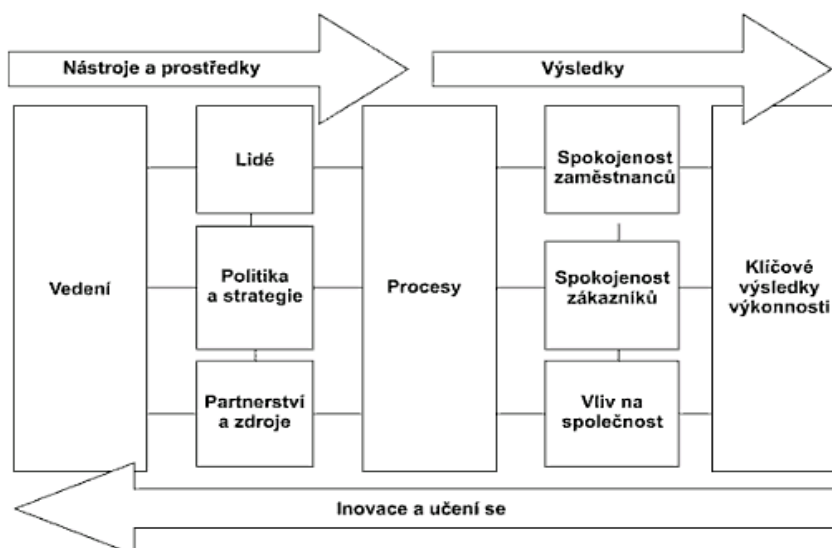 Nástroje a prostředky
Výsledky
Vedení
Lidé
Politika
a strategie
Partnerství
a zdroje
Procesy
Spokojenost
zaměstnanců
Spokojenost
zákazníků
Vliv na
společnost
Klíčové
výsledky
výkonnosti
Inovace a učení se